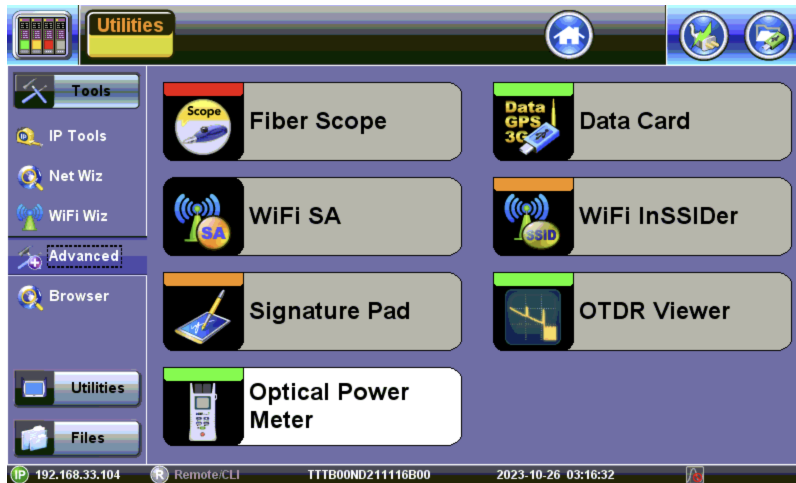 Utilities
Tools
IP Tools
Net Wiz
WiFi Wiz
Advanced
Browser
Utilities
Files
Scope
Fiber Scope
Data
GPS
3G
Data Card
SA
WiFi SA
SSID
WiFi InSSIDer
Signature Pad
OTDR Viewer
Optical Power
Meter
IP 192.168.33.104
R Remote/CLI
TTTB00ND211116B00
2023-10-26 03:16:32